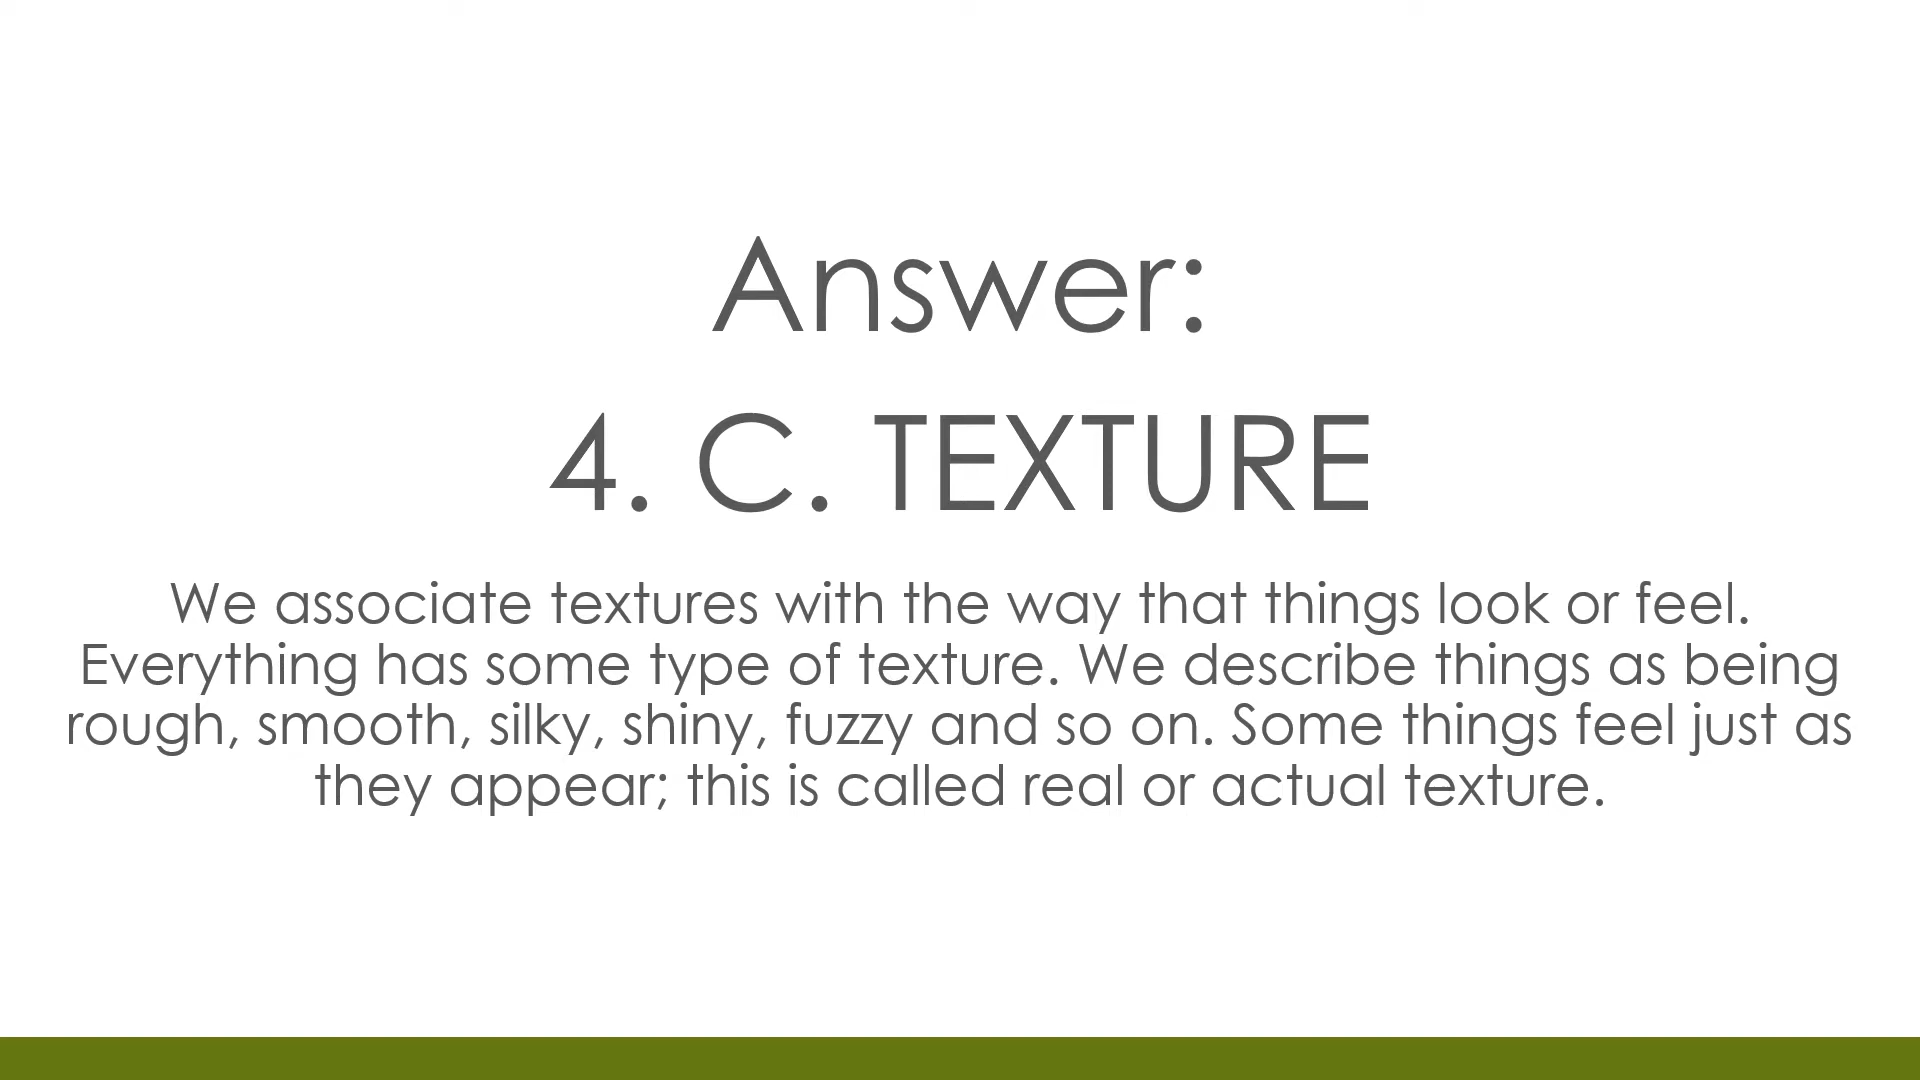 Answer:
4. C. TEXTURE
We associate textures with the way that things look or feel.
Everything has some type of texture. We describe things as being
rough, smooth, silky, shiny, fuzzy and so on. Some things feel just as
they appear; this is called real or actual texture.